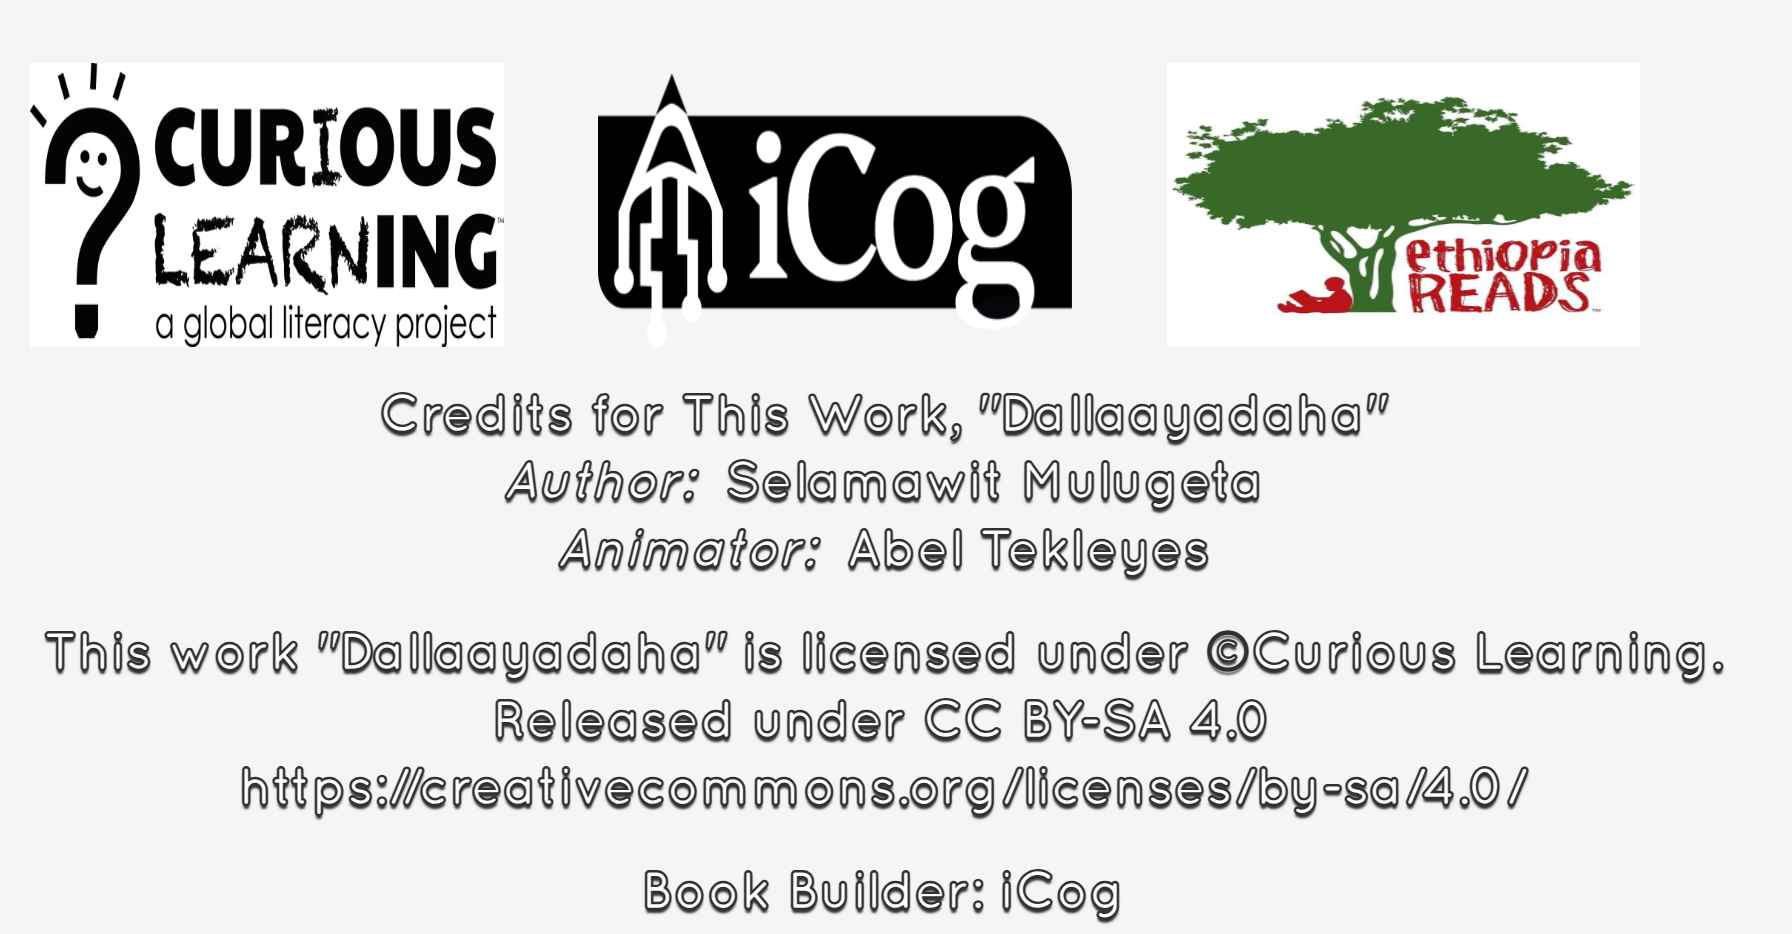 CURIOUS
LEARNING™
a global literacy project
iCog
ethiopia
READS™
Credits for This Work, "Dallaayadaha"
Author: Selamawit Mulugeta
Animator: Abel Tekleyes
This work "Dallaayadaha" is licensed under ©Curious Learning.
Released under CC BY-SA 4.0
https://creativecommons.org/licenses/by-sa/4.0/
Book Builder: iCog